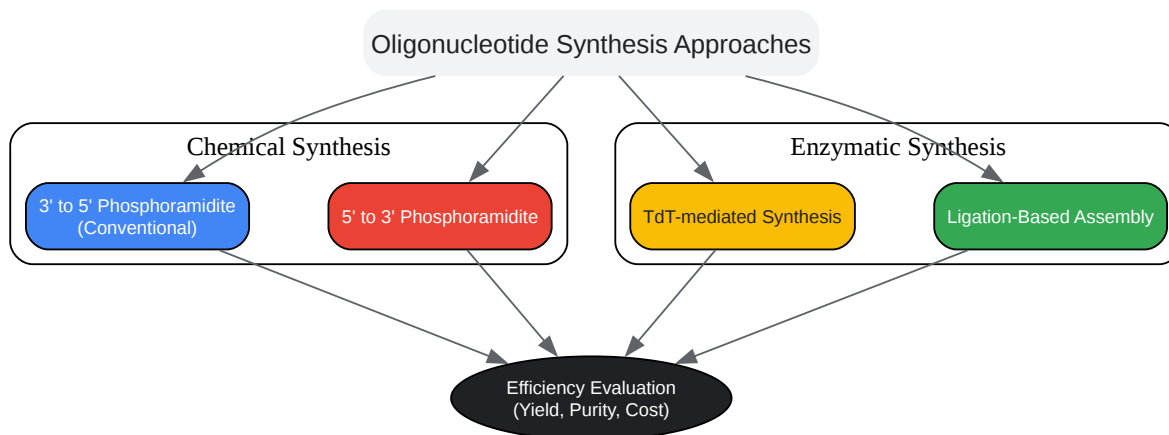 Oligonucleotide Synthesis Approaches
Chemical Synthesis
Enzymatic Synthesis
3' to 5' Phosphoramidite
(Conventional)
5' to 3' Phosphoramidite
TdT-mediated Synthesis
Ligation-Based Assembly
Efficiency Evaluation
(Yield, Purity, Cost)